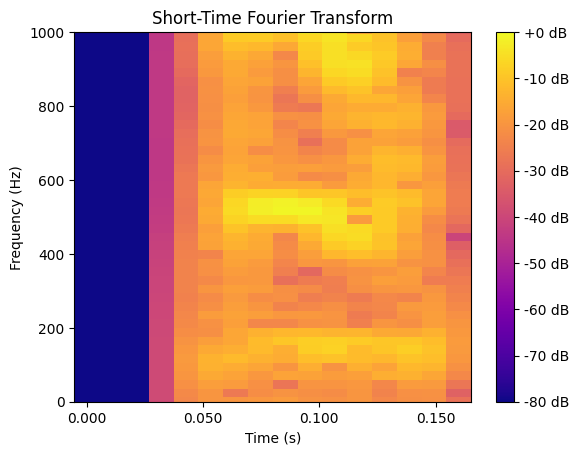 Short-Time Fourier Transform
1000
800
600
400
200
0
Frequency (Hz)
0.000
0.050
0.100
0.150
Time (s)
+0 dB
-10 dB
-20 dB
-30 dB
-40 dB
-50 dB
-60 dB
-70 dB
-80 dB